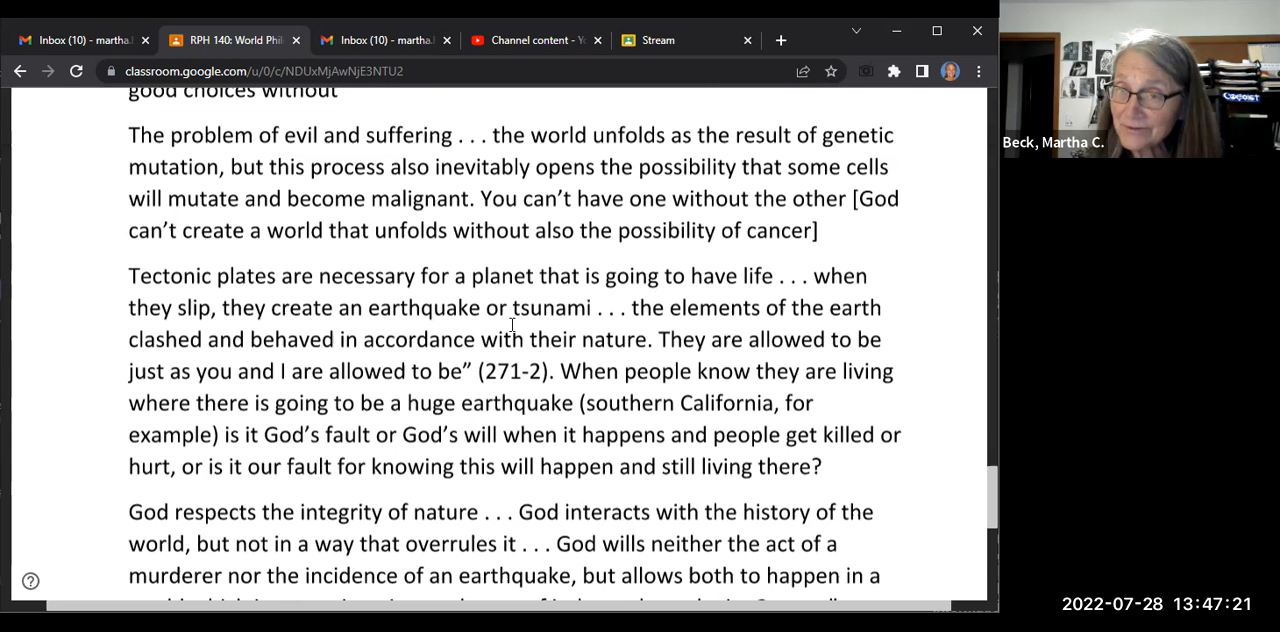 Inbox (10) - martha.
RPH 140: World Phil
Inbox (10) - martha.
Channel content - Yo
Stream
classroom.google.com/u/0/c/NDUxMjAwNjE3NTU2
good choices without
The problem of evil and suffering . . . the world unfolds as the result of genetic
mutation, but this process also inevitably opens the possibility that some cells
will mutate and become malignant. You can’t have one without the other [God
can’t create a world that unfolds without also the possibility of cancer]
Tectonic plates are necessary for a planet that is going to have life . . . when
they slip, they create an earthquake or tsunami . . . the elements of the earth
clashed and behaved in accordance with their nature. They are allowed to be
just as you and I are allowed to be” (271-2). When people know they are living
where there is going to be a huge earthquake (southern California, for
example) is it God’s fault or God’s will when it happens and people get killed or
hurt, or is it our fault for knowing this will happen and still living there?
God respects the integrity of nature . . . God interacts with the history of the
world, but not in a way that overrules it . . . God wills neither the act of a
murderer nor the incidence of an earthquake, but allows both to happen in a
Beck, Martha C.
2022-07-28 13:47:21